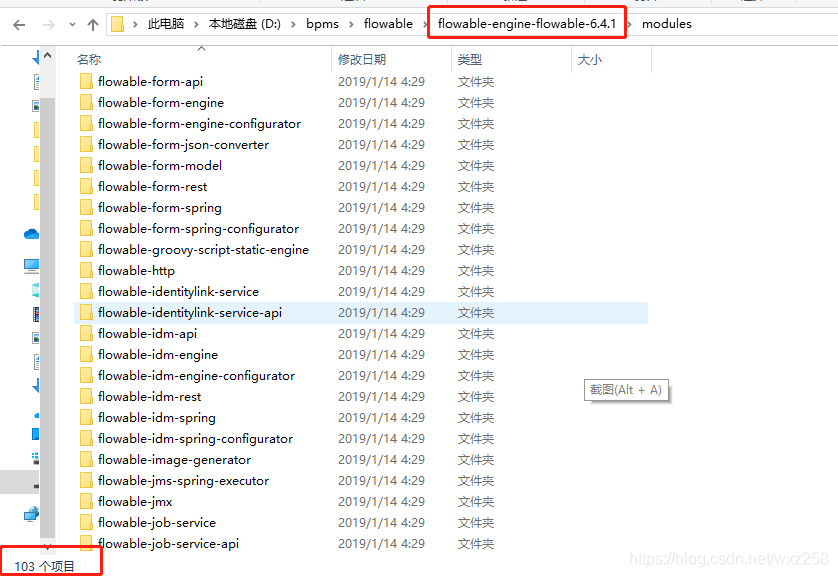 此电脑 > 本地磁盘 (D:) > bpms > flowable > flowable-engine-flowable-6.4.1 > modules
名称 修改日期 类型 大小
flowable-form-api 2019/1/14 4:29 文件夹
flowable-form-engine 2019/1/14 4:29 文件夹
flowable-form-engine-configurator 2019/1/14 4:29 文件夹
flowable-form-json-converter 2019/1/14 4:29 文件夹
flowable-form-model 2019/1/14 4:29 文件夹
flowable-form-rest 2019/1/14 4:29 文件夹
flowable-form-spring 2019/1/14 4:29 文件夹
flowable-form-spring-configurator 2019/1/14 4:29 文件夹
flowable-groovy-script-static-engine 2019/1/14 4:29 文件夹
flowable-http 2019/1/14 4:29 文件夹
flowable-identitylink-service 2019/1/14 4:29 文件夹
flowable-identitylink-service-api 2019/1/14 4:29 文件夹
flowable-idm-api 2019/1/14 4:29 文件夹
flowable-idm-engine 2019/1/14 4:29 文件夹
flowable-idm-engine-configurator 2019/1/14 4:29 文件夹
截图(Alt + A)
flowable-idm-rest 2019/1/14 4:29 文件夹
flowable-idm-spring 2019/1/14 4:29 文件夹
flowable-idm-spring-configurator 2019/1/14 4:29 文件夹
flowable-image-generator 2019/1/14 4:29 文件夹
flowable-jms-spring-executor 2019/1/14 4:29 文件夹
flowable-jmx 2019/1/14 4:29 文件夹
flowable-job-service 2019/1/14 4:29 文件夹
flowable-job-service-api 2019/1/14 4:29 文件夹
103 个项目
https://blog.csdn.net/wxz258